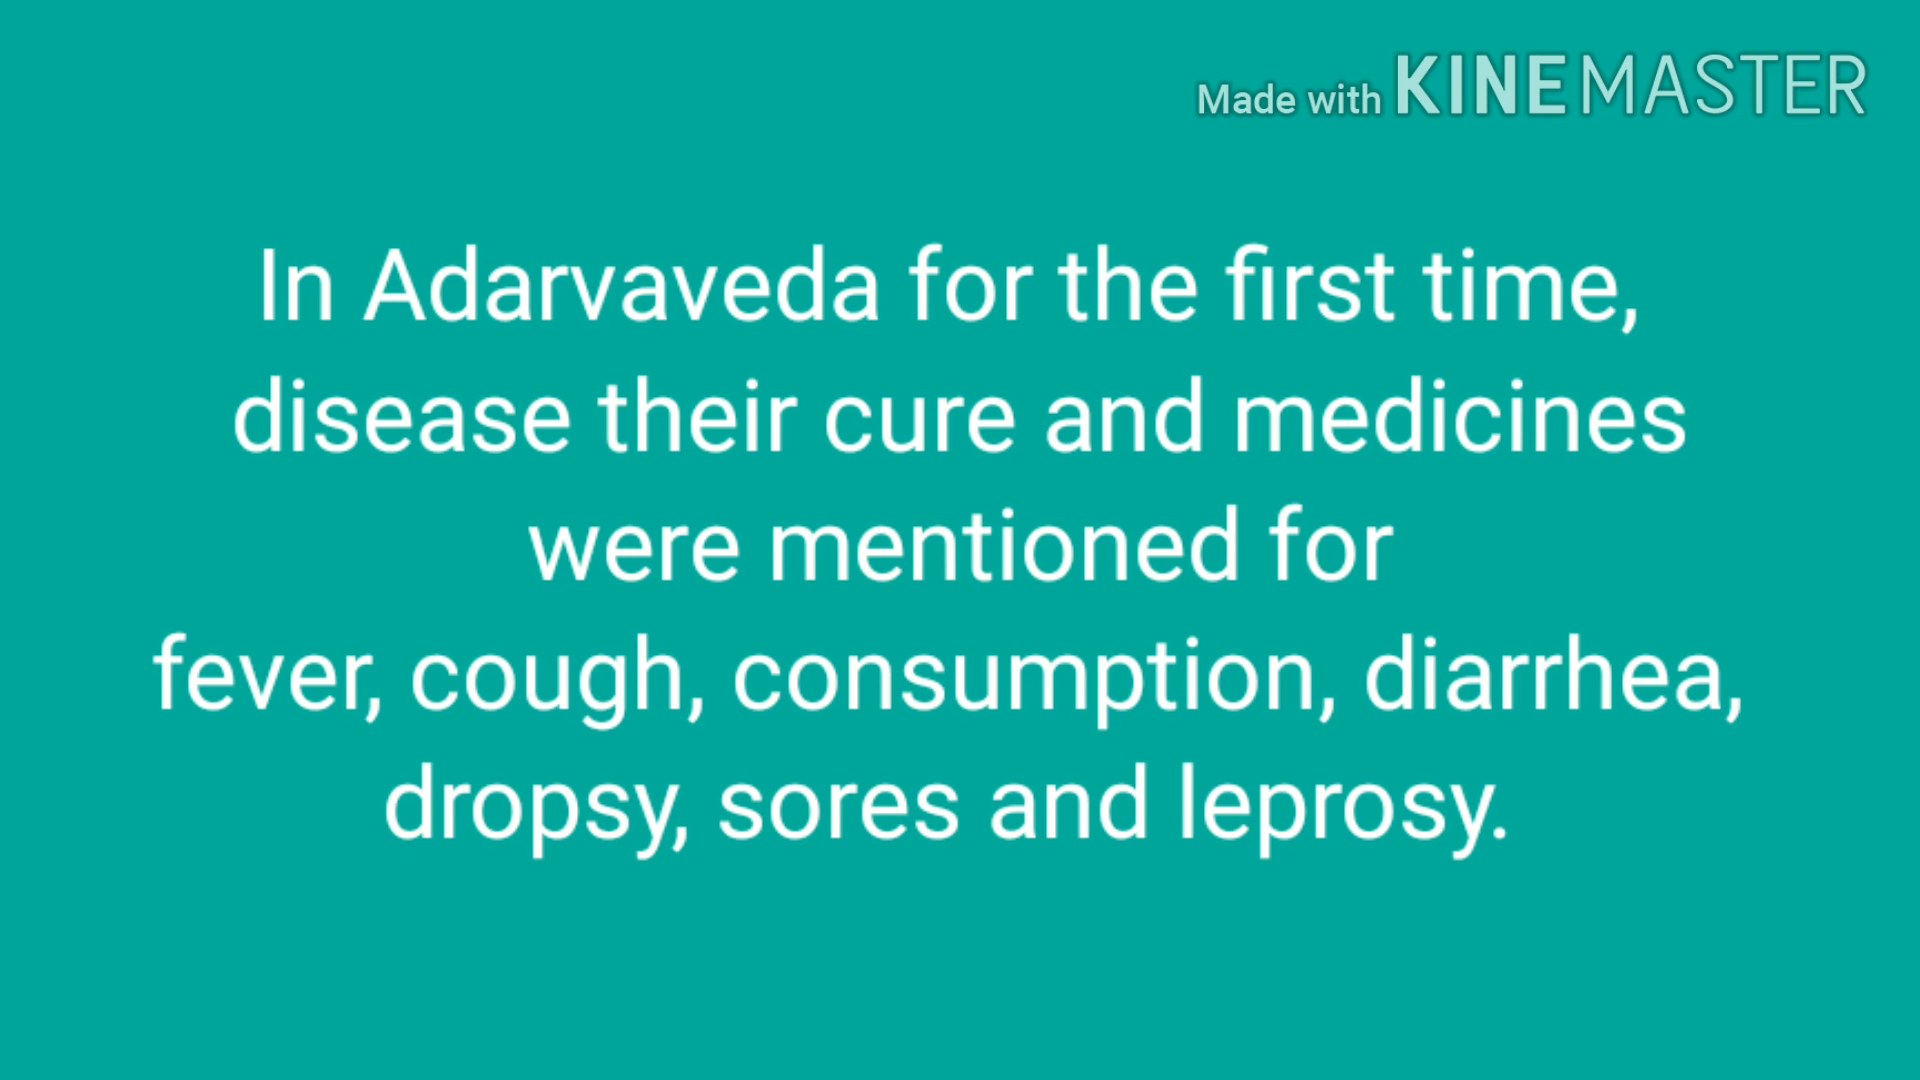 Made with KINEMASTER
In Adarvaveda for the first time,
disease their cure and medicines
were mentioned for
fever, cough, consumption, diarrhea,
dropsy, sores and leprosy.